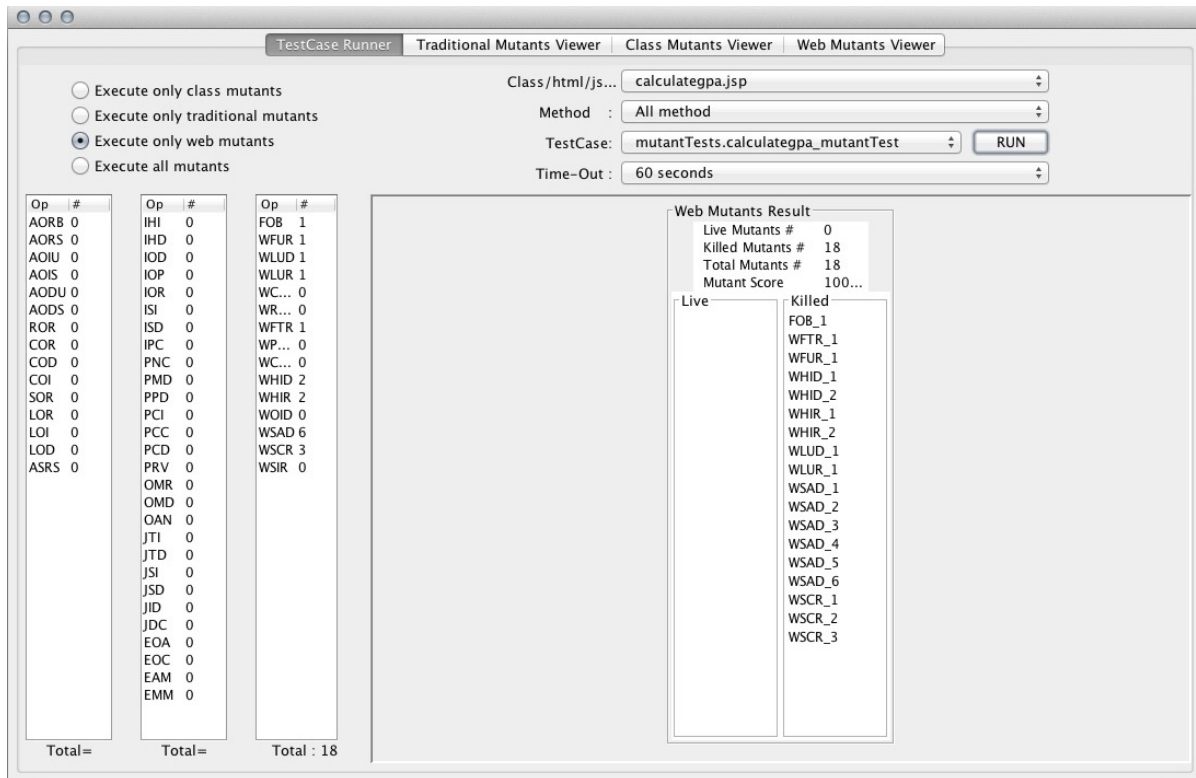 TestCase Runner Traditional Mutants Viewer Class Mutants Viewer Web Mutants Viewer
Execute only class mutants
Execute only traditional mutants
Execute only web mutants
Execute all mutants
Class/html/js... calculategpa.jsp
Method : All method
TestCase: mutantTests.calculategpa_mutantTest RUN
Time-Out : 60 seconds
Op #
AORB 0
AORS 0
AOIU 0
AOIS 0
AODU 0
AODS 0
ROR 0
COR 0
COD 0
COI 0
SOR 0
LOR 0
LOI 0
LOD 0
ASRS 0
Total=
Op #
IHI 0
IHD 0
IOD 0
IOP 0
IOR 0
ISI 0
ISD 0
IPC 0
PNC 0
PMD 0
PPD 0
PCI 0
PCC 0
PCD 0
PRV 0
OMR 0
OMD 0
OAN 0
JTI 0
JTD 0
JSI 0
JSD 0
JID 0
JDC 0
EOA 0
EOC 0
EAM 0
EMM 0
Total=
Op #
FOB 1
WFUR 1
WLUD 1
WLUR 1
WC... 0
WR... 0
WFTR 1
WP... 0
WC... 0
WHID 2
WHIR 2
WOID 0
WSAD 6
WSCR 3
WSIR 0
Total : 18
Web Mutants Result
Live Mutants # 0
Killed Mutants # 18
Total Mutants # 18
Mutant Score 100...
Live
Killed
FOB_1
WFTR_1
WFUR_1
WHID_1
WHID_2
WHIR_1
WHIR_2
WLUD_1
WLUR_1
WSAD_1
WSAD_2
WSAD_3
WSAD_4
WSAD_5
WSAD_6
WSCR_1
WSCR_2
WSCR_3